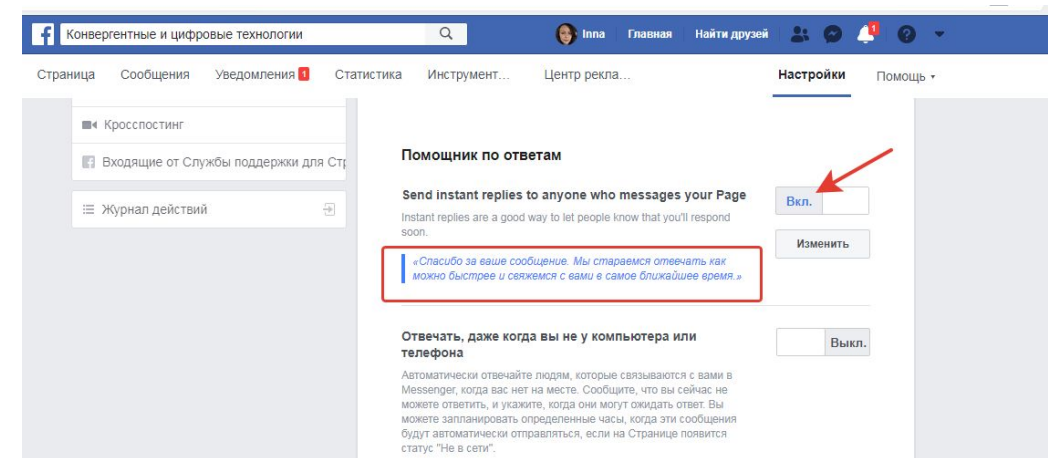 f Конвергентные и цифровые технологии Inna Главная Найти друзей 1
Страница Сообщения Уведомления 1 Статистика Инструмент... Центр рекла... Настройки Помощь
Кросспостинг
Входящие от Службы поддержки для Стр
Журнал действий
Помощник по ответам
Send instant replies to anyone who messages your Page
Вкл.
Instant replies are a good way to let people know that you'll respond
soon.
Изменить
«Спасибо за ваше сообщение. Мы стараемся отвечать как
можно быстрее и свяжемся с вами в самое ближайшее время.»
Отвечать, даже когда вы не у компьютера или
телефона
Выкл.
Автоматически отвечайте людям, которые связываются с вами в
Messenger, когда вас нет на месте. Сообщите, что вы сейчас не
можете ответить, и укажите, когда они могут ожидать ответ. Вы
можете запланировать определенные часы, когда эти сообщения
будут автоматически отправляться, если на Странице появится
статус "Не в сети".